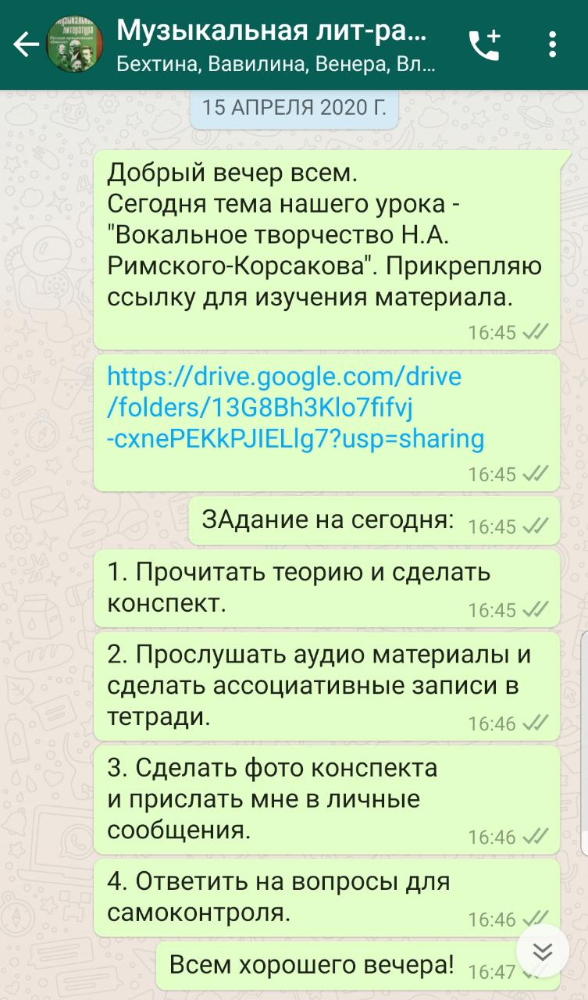 Музыкальная лит-ра...
Бехтина, Вавилина, Венера, Вл...
15 АПРЕЛЯ 2020 Г.
Добрый вечер всем.
Сегодня тема нашего урока -
"Вокальное творчество Н.А.
Римского-Корсакова". Прикрепляю
ссылку для изучения материала.
16:45
https://drive.google.com/drive
/folders/13G8Bh3Klo7fifvj
-cxnePEKkPJIELlg7?usp=sharing
16:45
ЗАдание на сегодня: 16:45
1. Прочитать теорию и сделать
конспект. 16:45
2. Прослушать аудио материалы и
сделать ассоциативные записи в
тетради. 16:46
3. Сделать фото конспекта
и прислать мне в личные
сообщения. 16:46
4. Ответить на вопросы для
самоконтроля. 16:46
Всем хорошего вечера! 16:47